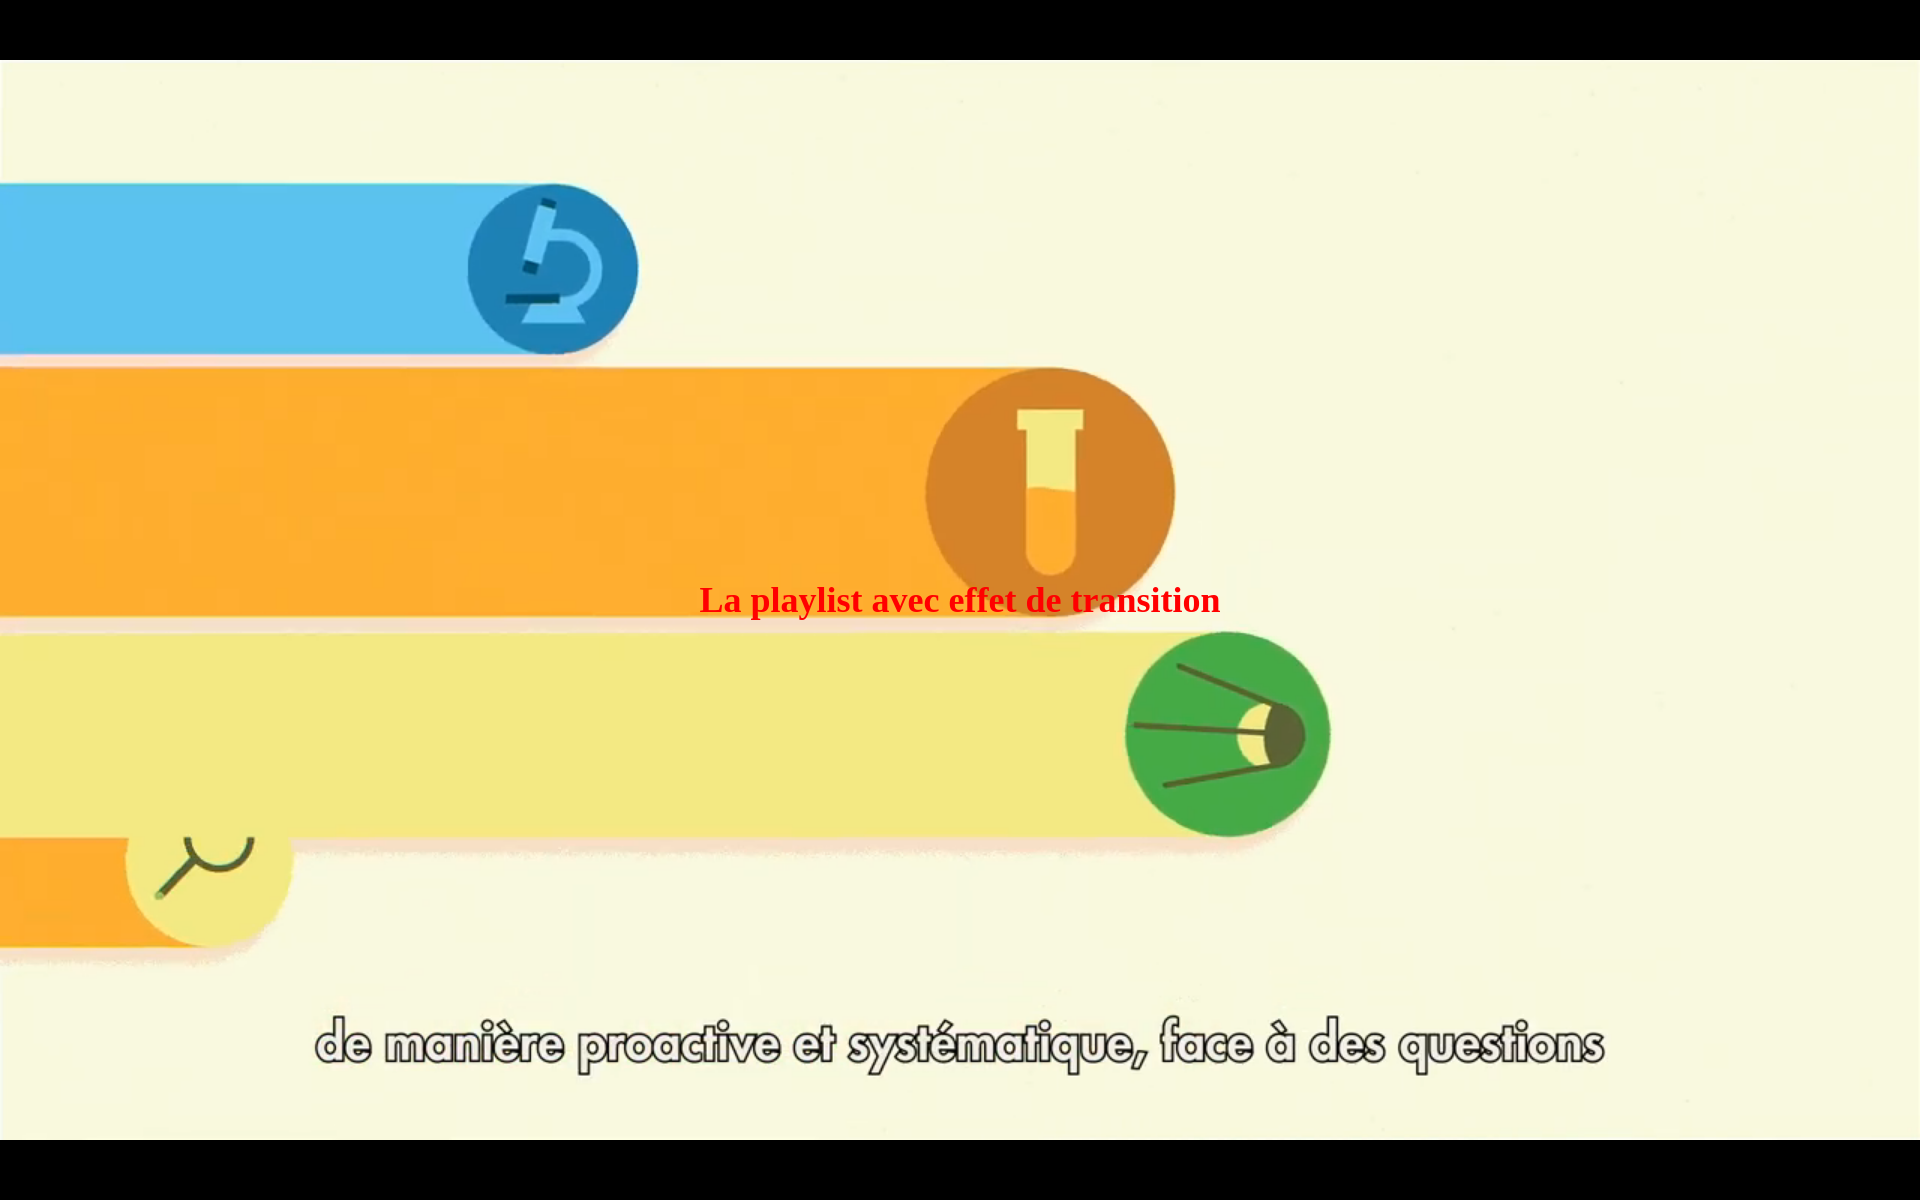 La playlist avec effet de transition
de manière proactive et systématique, face à des questions